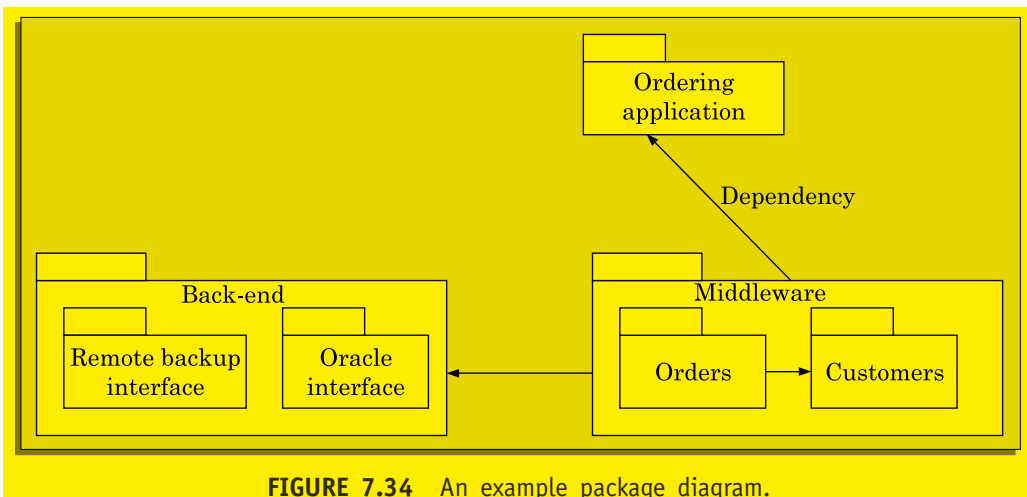 Ordering
application
Dependency
Back-end
Middleware
Remote backup
interface
Oracle
interface
Orders
Customers
FIGURE 7.34 An example package diagram.